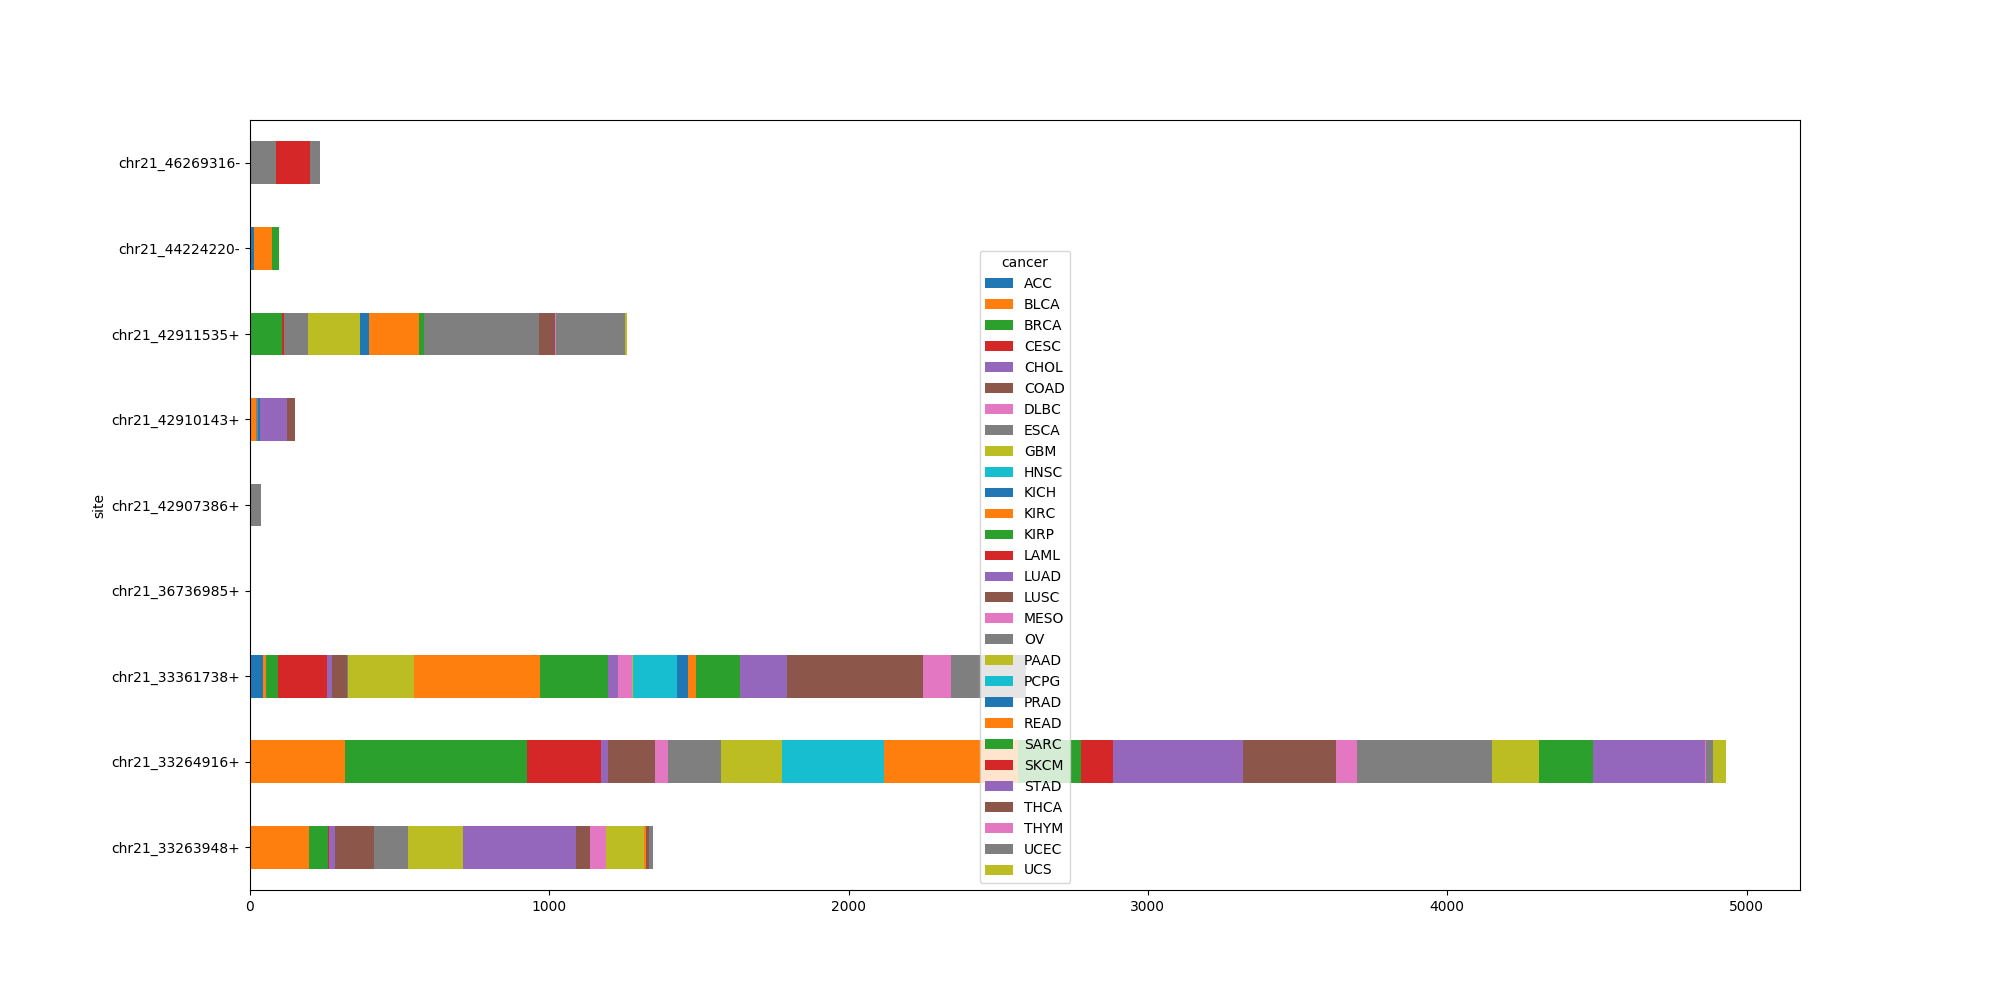 chr21_46269316-
chr21_44224220-
chr21_42911535+
chr21_42910143+
chr21_42907386+
chr21_36736985+
chr21_33361738+
chr21_33264916+
chr21_33263948+
site
cancer
ACC
BLCA
BRCA
CESC
CHOL
COAD
DLBC
ESCA
GBM
HNSC
KICH
KIRC
KIRP
LAML
LUAD
LUSC
MESO
OV
PAAD
PCPG
PRAD
READ
SARC
SKCM
STAD
THCA
THYM
UCEC
UCS
0 1000 2000 3000 4000 5000